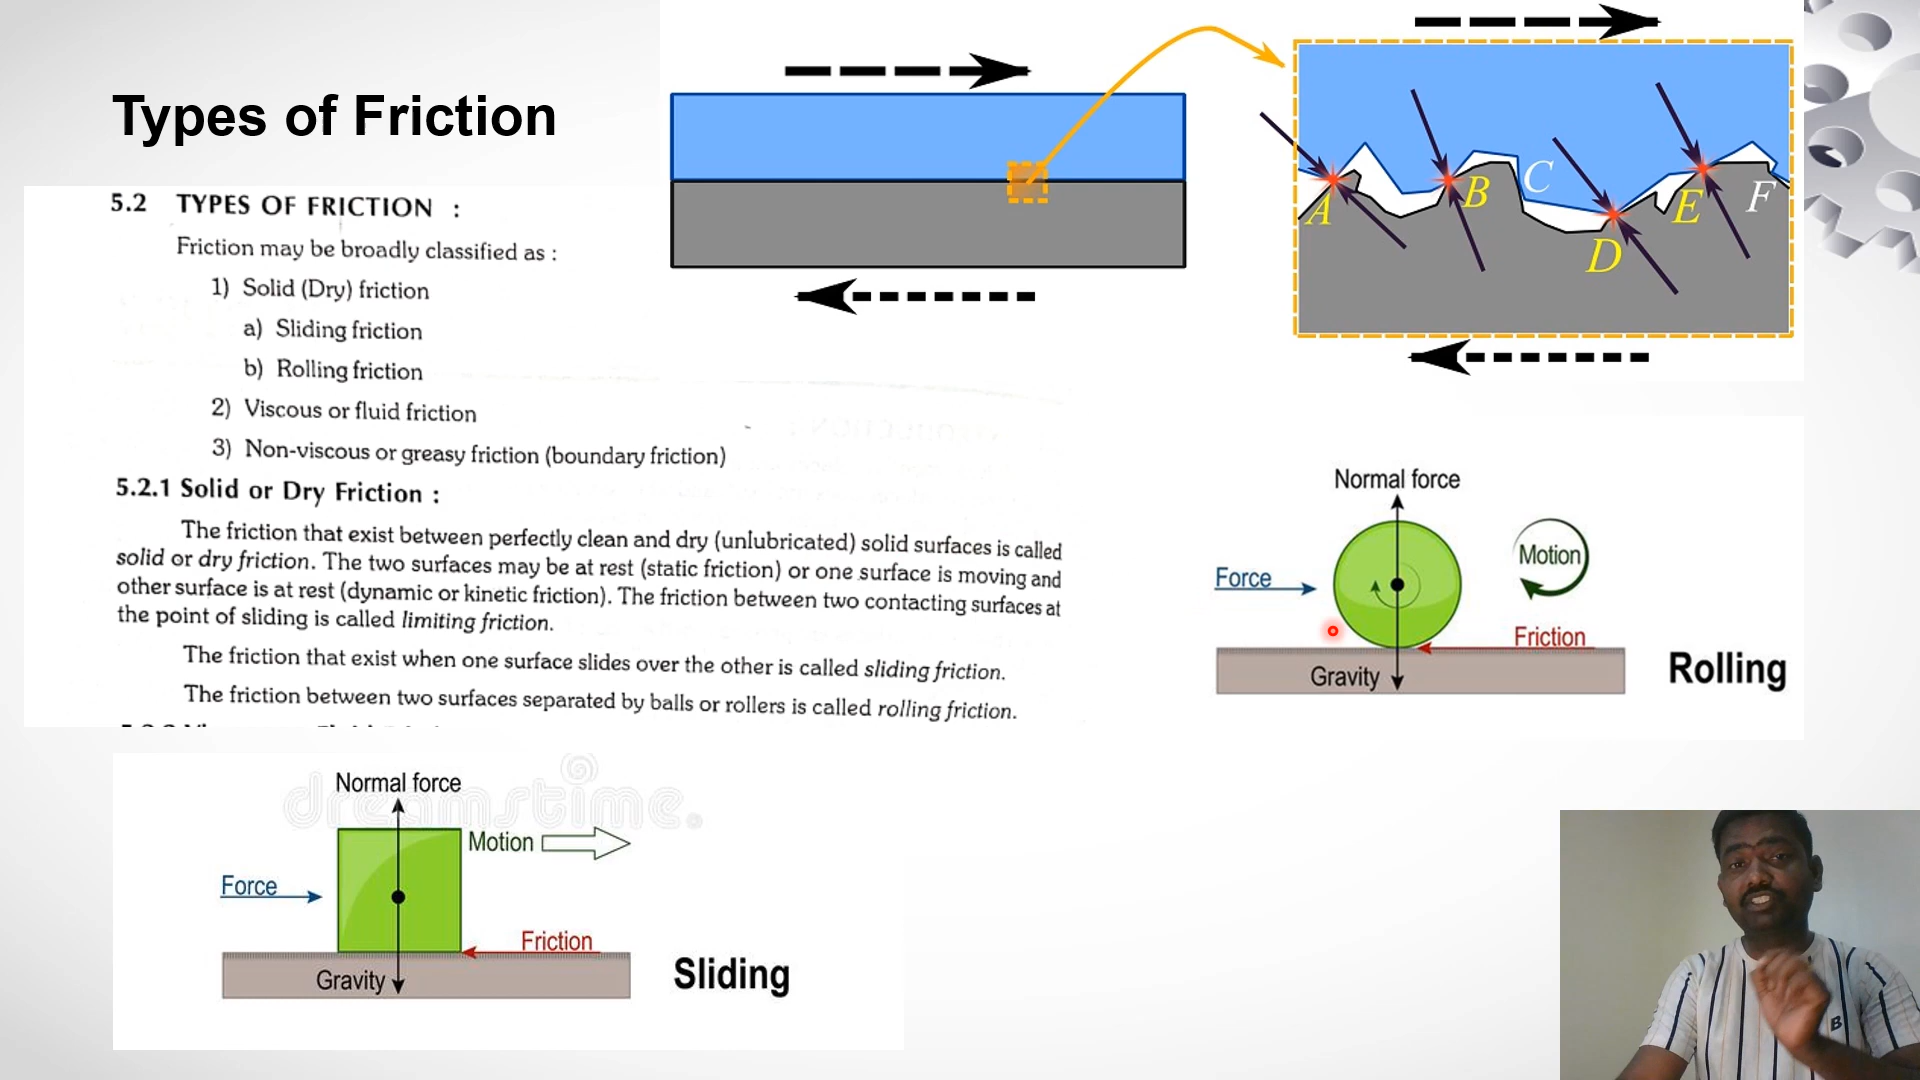 Types of Friction
5.2 TYPES OF FRICTION :
Friction may be broadly classified as :
1) Solid (Dry) friction
a) Sliding friction
b) Rolling friction
2) Viscous or fluid friction
3) Non-viscous or greasy friction (boundary friction)
5.2.1 Solid or Dry Friction :
The friction that exist between perfectly clean and dry (unlubricated) solid surfaces is called
solid or dry friction. The two surfaces may be at rest (static friction) or one surface is moving and
other surface is at rest (dynamic or kinetic friction). The friction between two contacting surfaces at
the point of sliding is called limiting friction.
The friction that exist when one surface slides over the other is called sliding friction.
The friction between two surfaces separated by balls or rollers is called rolling friction.
A
B
C
D
E
F
Normal force
Force
Motion
Friction
Gravity
Rolling
dreamstime.
Normal force
Motion
Force
Friction
Gravity
Sliding
B